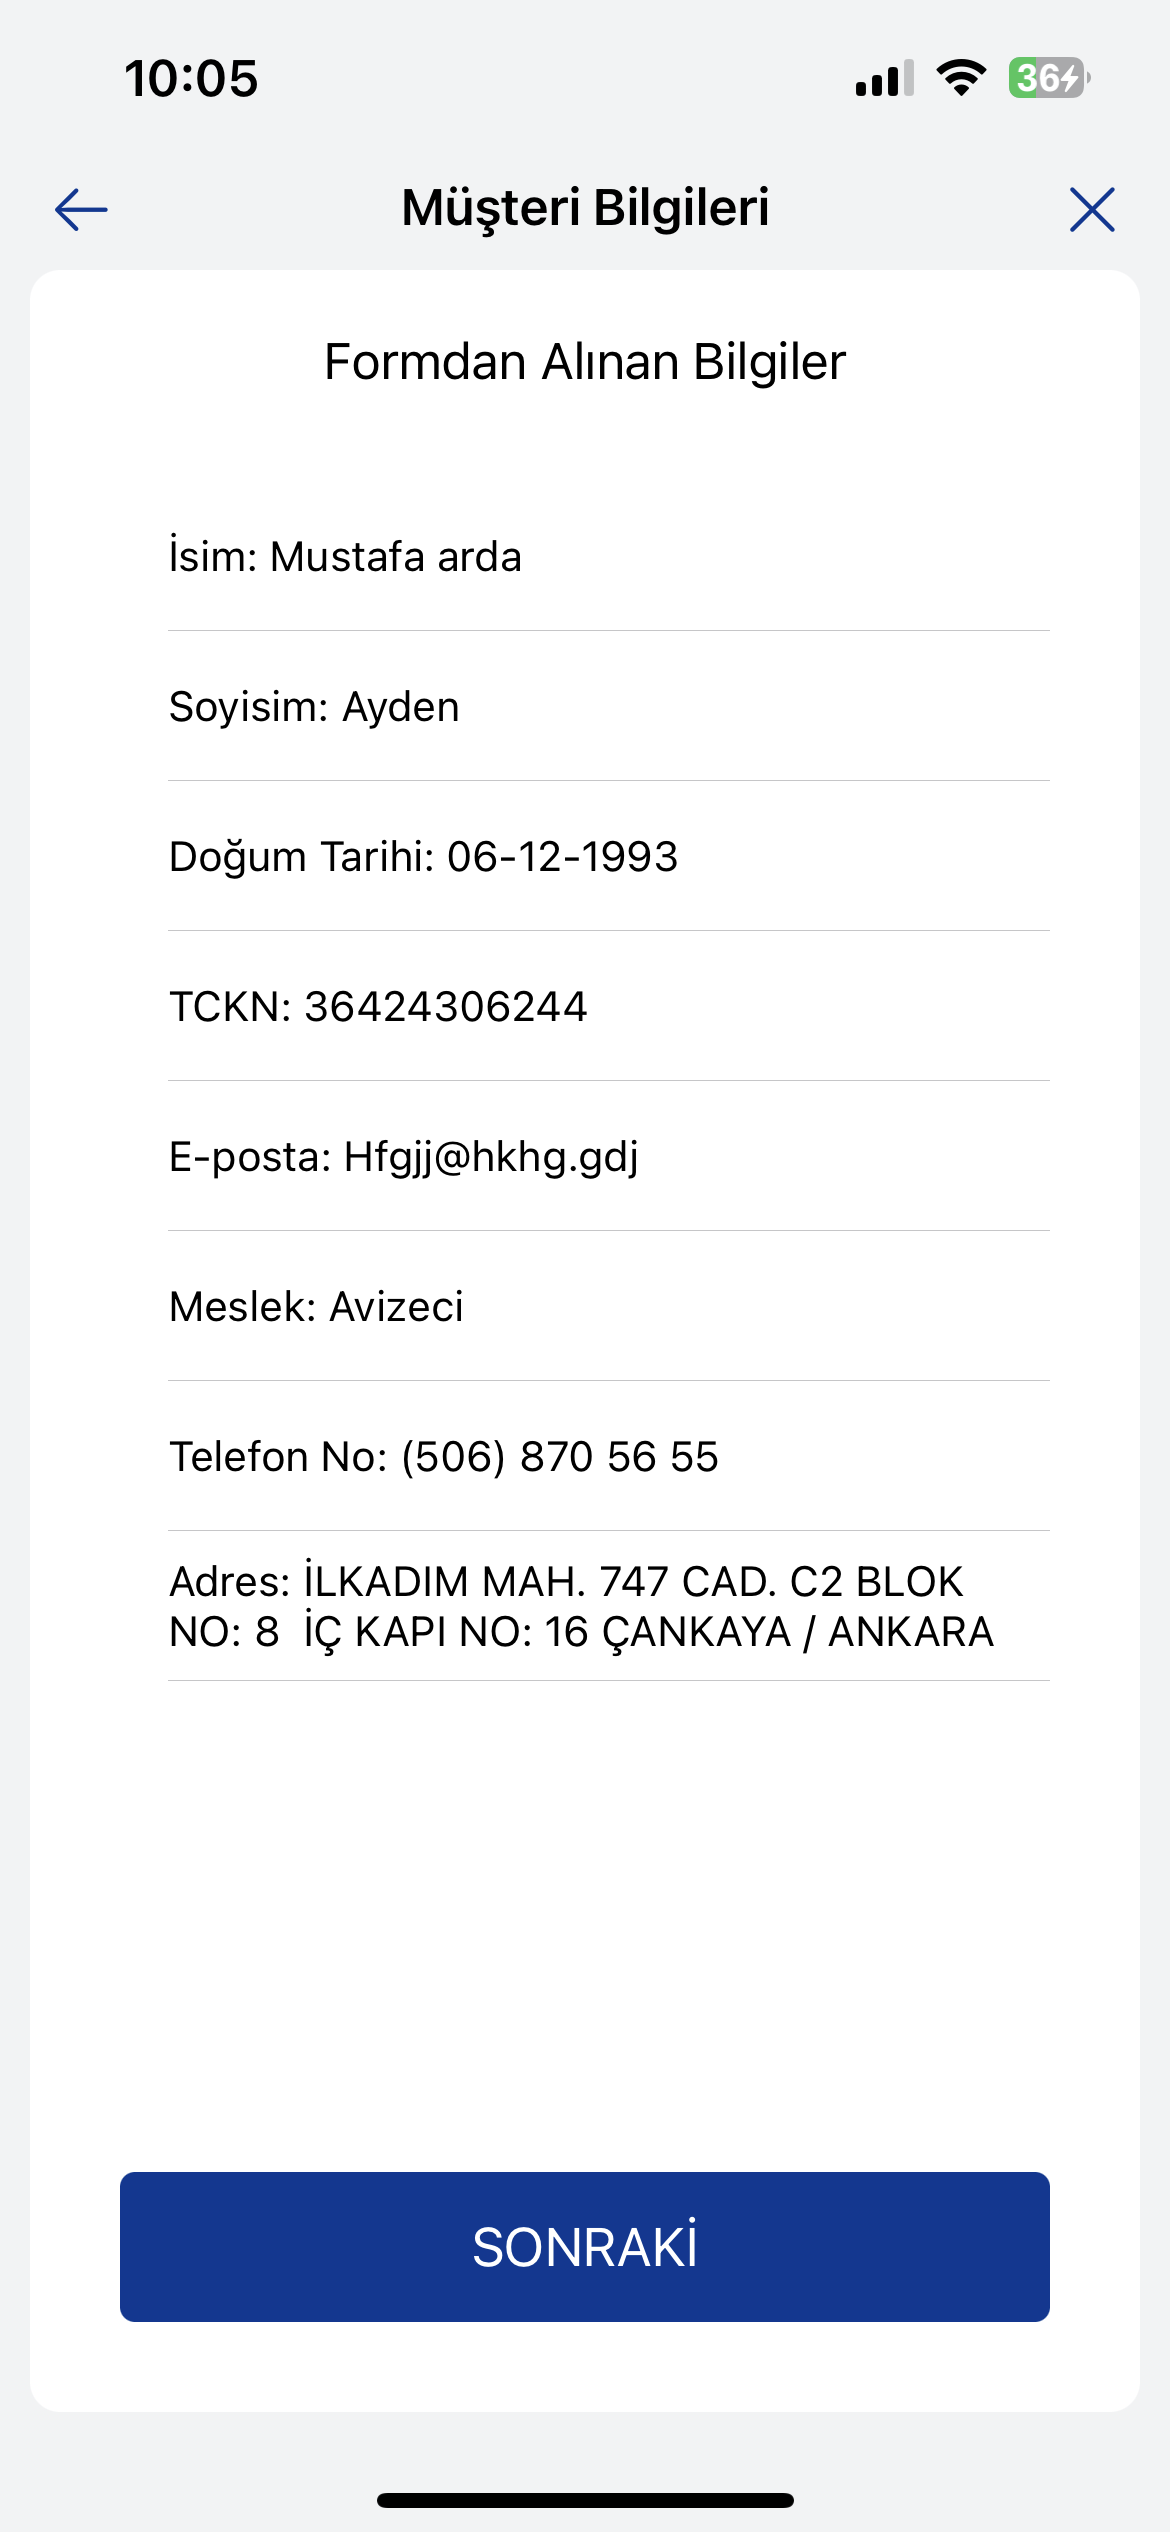 10:05
36
Müşteri Bilgileri
Formdan Alınan Bilgiler
İsim: Mustafa arda
Soyisim: Ayden
Doğum Tarihi: 06-12-1993
TCKN: 36424306244
E-posta: Hfgjj@hkhg.gdj
Meslek: Avizeci
Telefon No: (506) 870 56 55
Adres: İLKADIM MAH. 747 CAD. C2 BLOK
NO: 8  İÇ KAPI NO: 16 ÇANKAYA / ANKARA
SONRAKİ